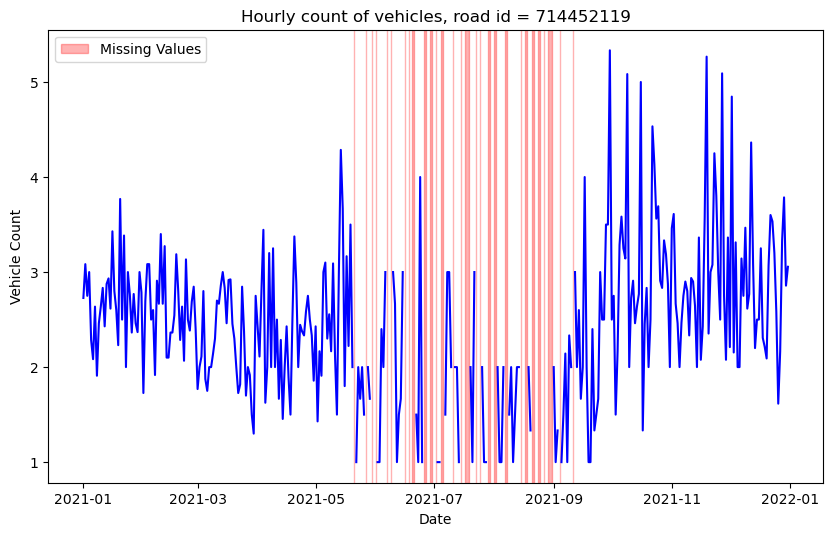 Hourly count of vehicles, road id = 714452119
Missing Values
5
4
3
2
1
Vehicle Count
2021-01 2021-03 2021-05 2021-07 2021-09 2021-11 2022-01
Date